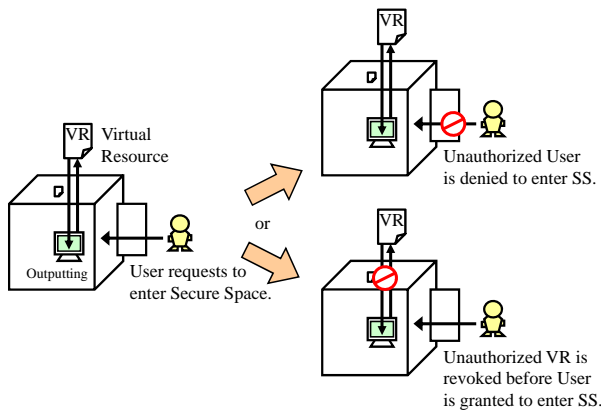 VR Virtual
Resource
Outputting
User requests to
enter Secure Space.
or
VR
Unauthorized User
is denied to enter SS.
VR
Unauthorized VR is
revoked before User
is granted to enter SS.